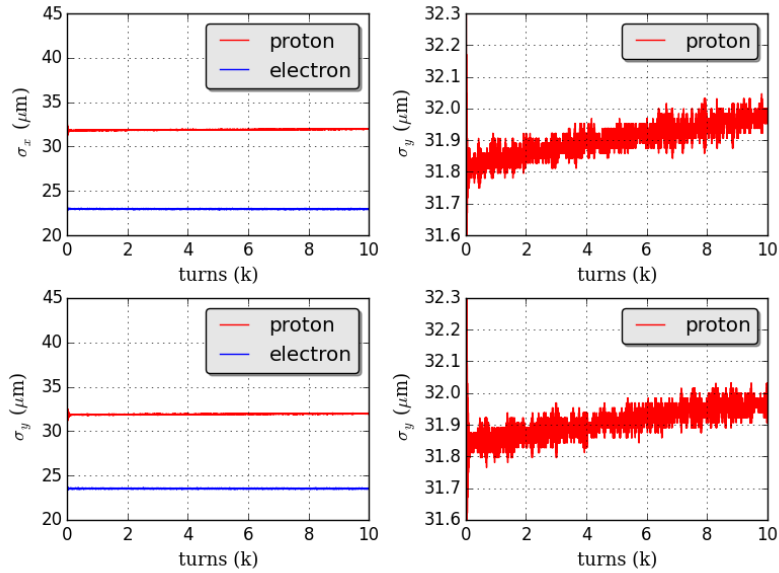 45
40
35
30
25
20
σx (μm)
proton
electron
0 2 4 6 8 10
turns (k)
32.3
32.2
32.1
32.0
31.9
31.8
31.7
31.6
σy (μm)
proton
0 2 4 6 8 10
turns (k)
45
40
35
30
25
20
σy (μm)
proton
electron
0 2 4 6 8 10
turns (k)
32.3
32.2
32.1
32.0
31.9
31.8
31.7
31.6
σy (μm)
proton
0 2 4 6 8 10
turns (k)